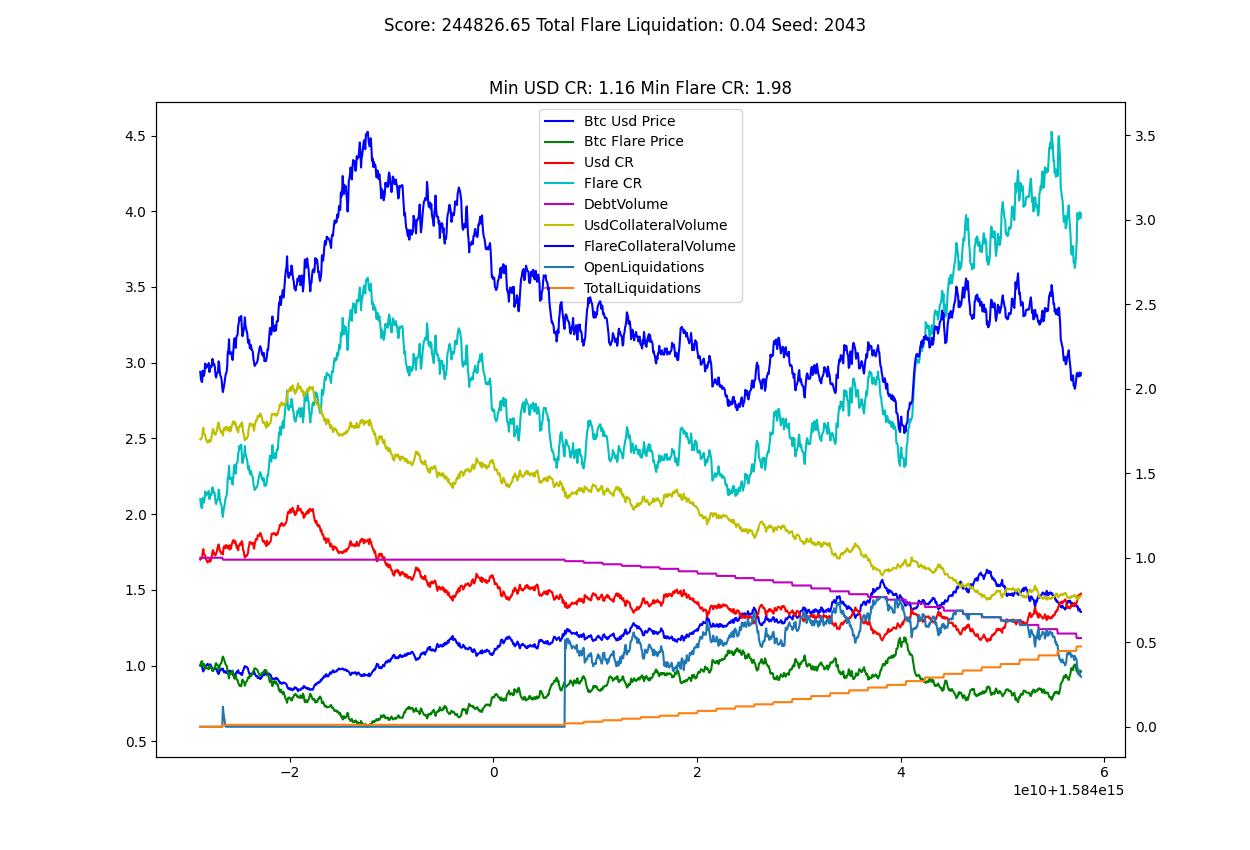 Score: 244826.65 Total Flare Liquidation: 0.04 Seed: 2043
Min USD CR: 1.16 Min Flare CR: 1.98
Btc Usd Price
Btc Flare Price
Usd CR
Flare CR
DebtVolume
UsdCollateralVolume
FlareCollateralVolume
OpenLiquidations
TotalLiquidations
4.5
4.0
3.5
3.0
2.5
2.0
1.5
1.0
0.5
3.5
3.0
2.5
2.0
1.5
1.0
0.5
0.0
−2
0
2
4
6
1e10+1.584e15